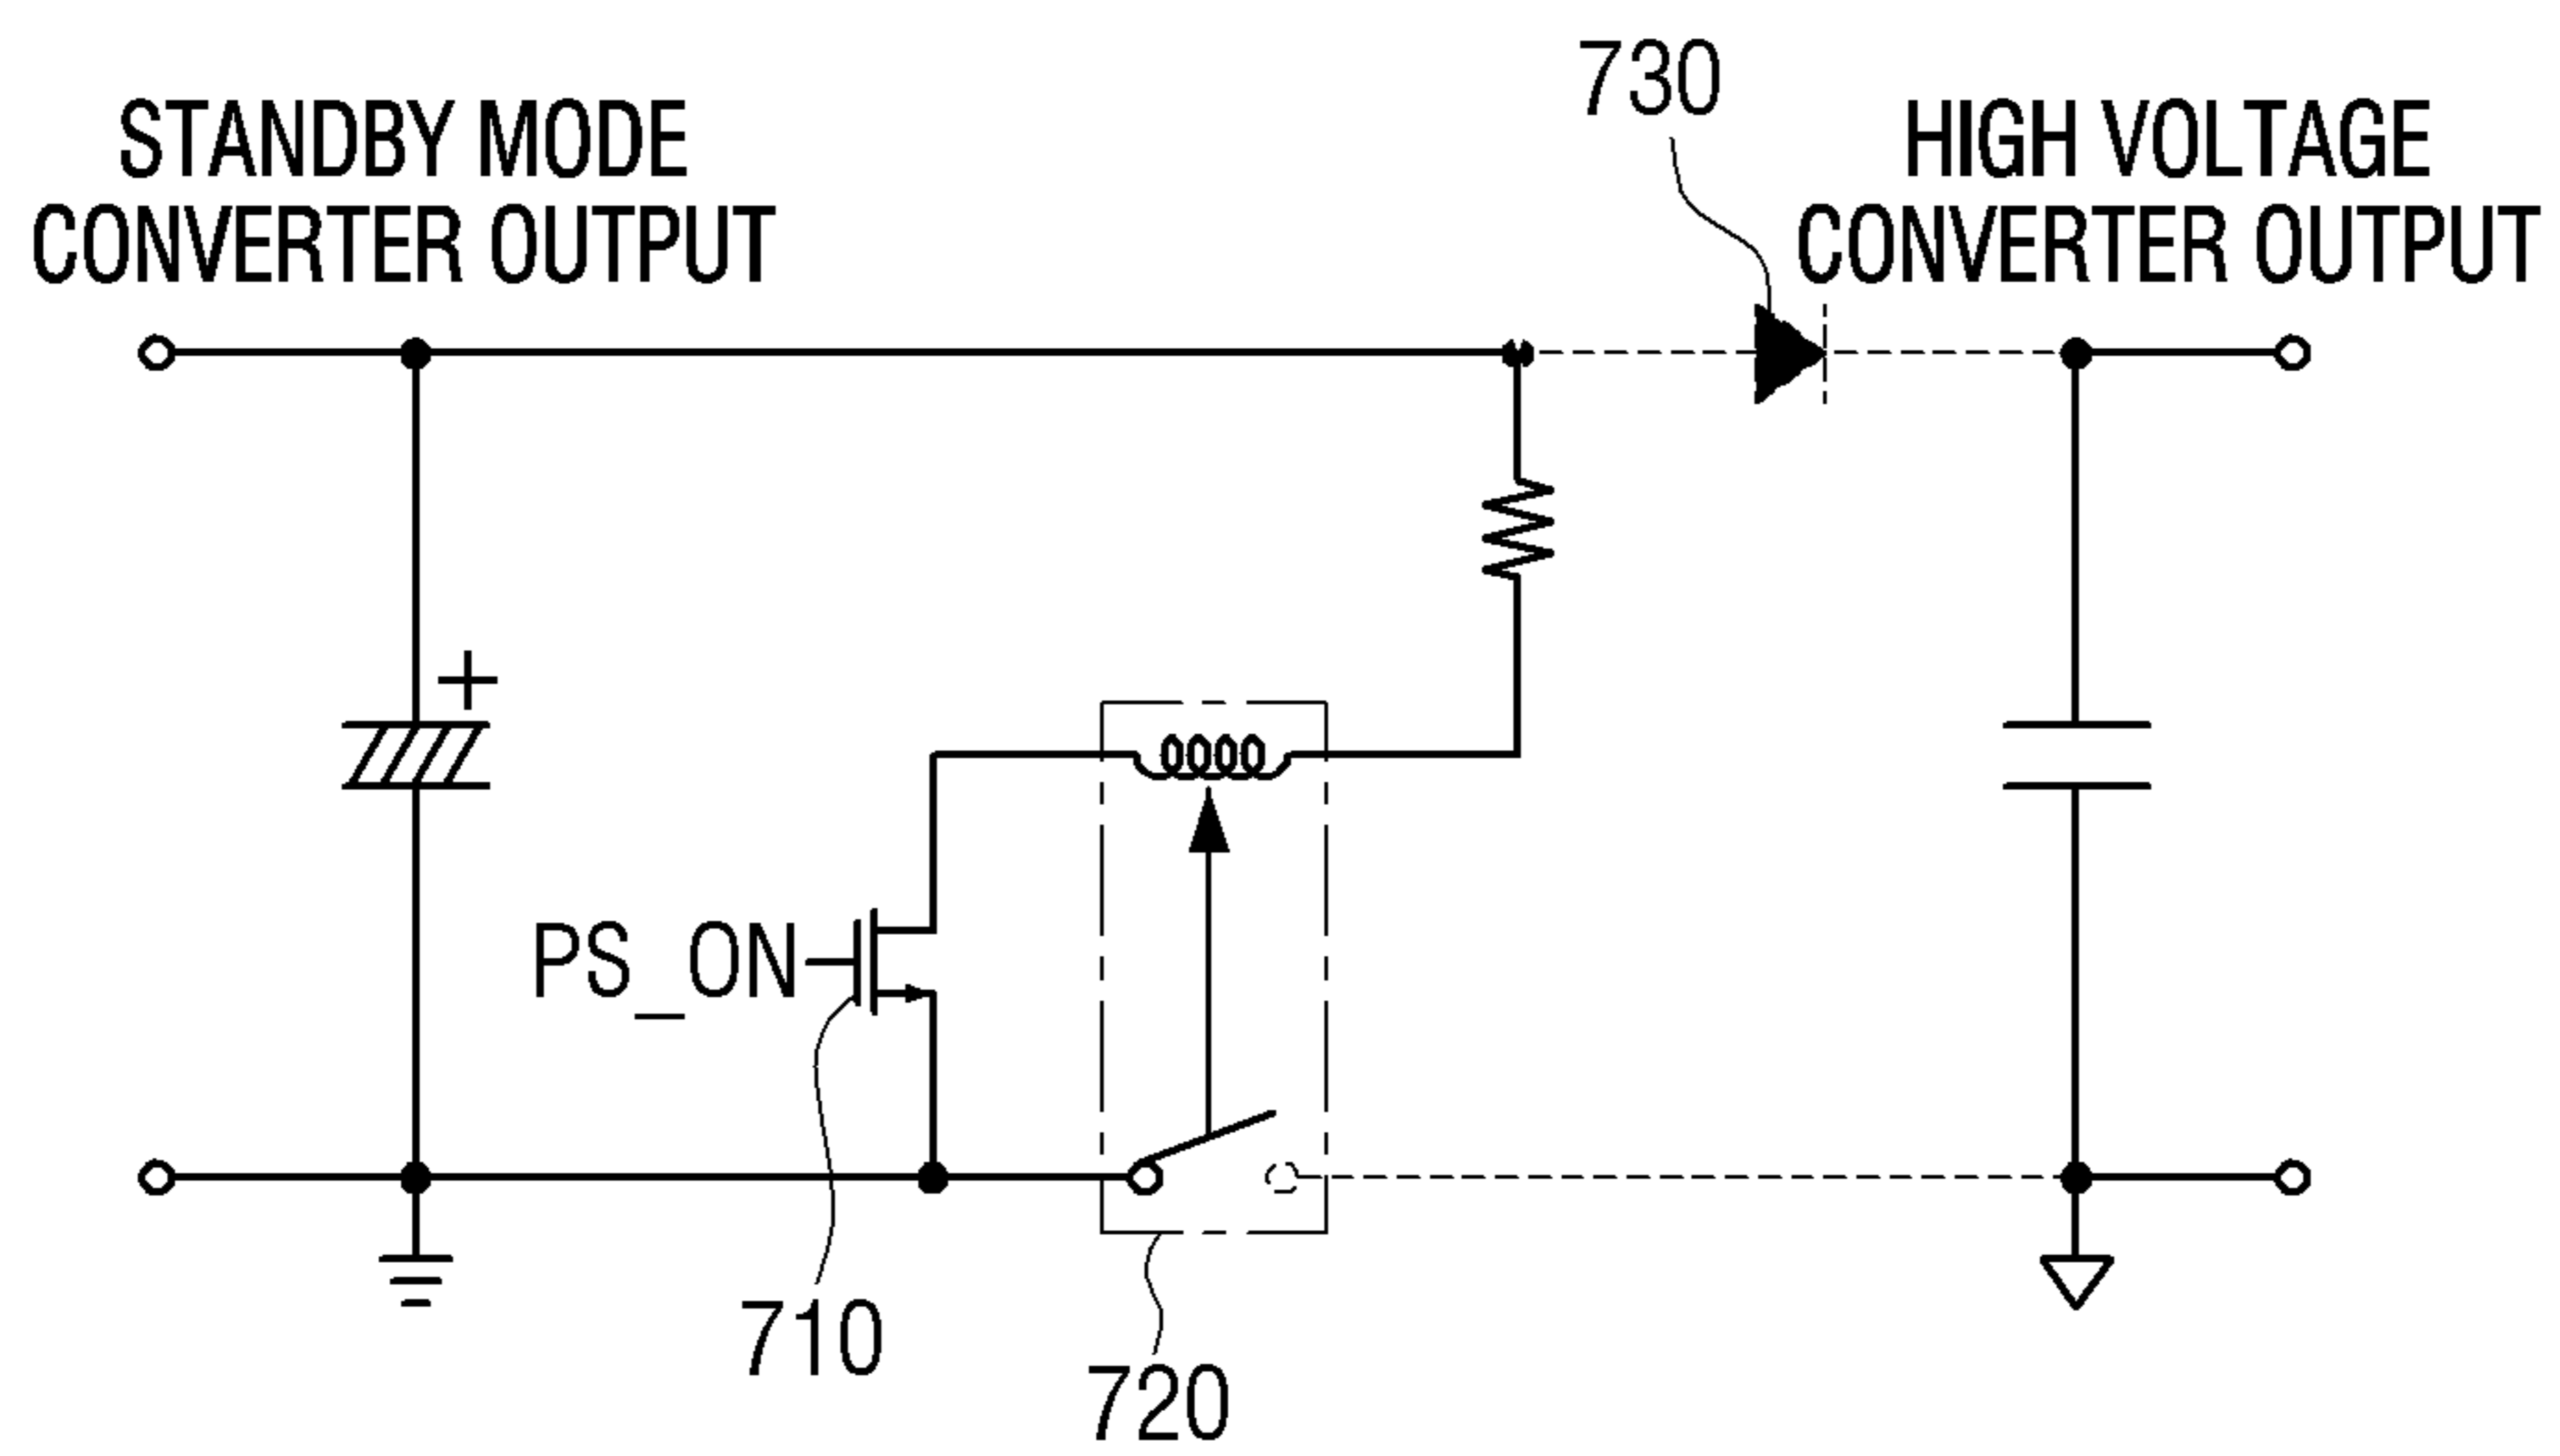 730
STANDBY MODE
CONVERTER OUTPUT
HIGH VOLTAGE
CONVERTER OUTPUT
+
PS_ON
710
720